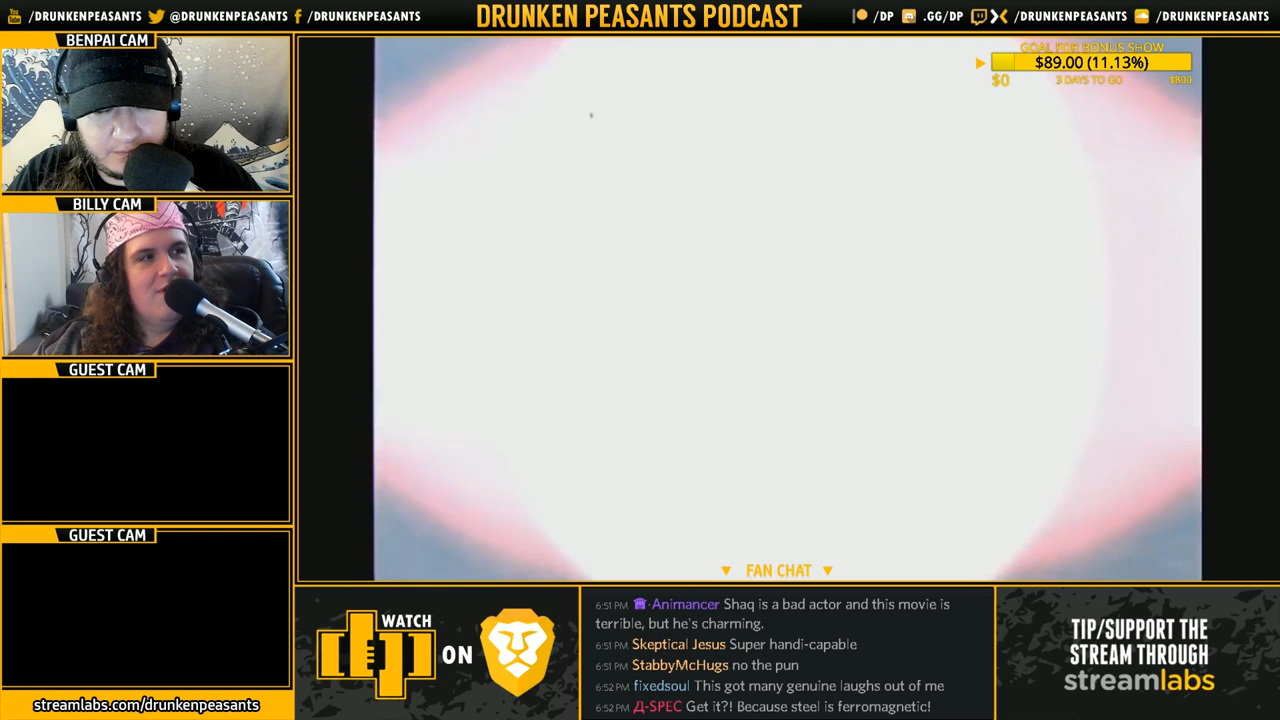 You Tube /DRUNKENPEASANTS @DRUNKENPEASANTS /DRUNKENPEASANTS
DRUNKEN PEASANTS PODCAST
/DP .GG/DP /DRUNKENPEASANTS /DRUNKENPEASANTS
BENPAI CAM
GOAL FOR BONUS SHOW
$89.00 (11.13%)
$0 3 DAYS TO GO $800
BILLY CAM
GUEST CAM
GUEST CAM
FAN CHAT
WATCH
ON
6:51 PM Animancer Shaq is a bad actor and this movie is
terrible, but he's charming.
6:51 PM Skeptical Jesus Super handi-capable
6:51 PM StabbyMcHugs no the pun
6:52 PM fixedsoul This got many genuine laughs out of me
6:52 PM Д-SPEC Get it?! Because steel is ferromagnetic!
TIP/SUPPORT THE
STREAM THROUGH
streamlabs
streamlabs.com/drunkenpeasants